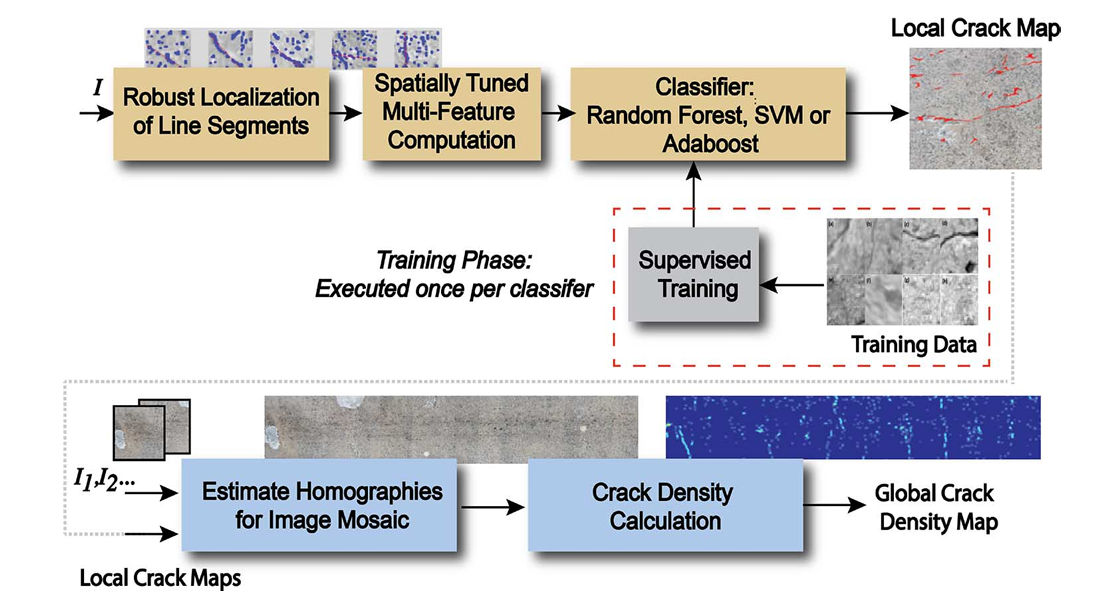 Local Crack Map
I
Robust Localization
of Line Segments
Spatially Tuned
Multi-Feature
Computation
Classifier:
Random Forest, SVM or
Adaboost
Training Phase:
Executed once per classifer
Supervised
Training
Training Data
I1,I2...
Estimate Homographies
for Image Mosaic
Crack Density
Calculation
Global Crack
Density Map
Local Crack Maps